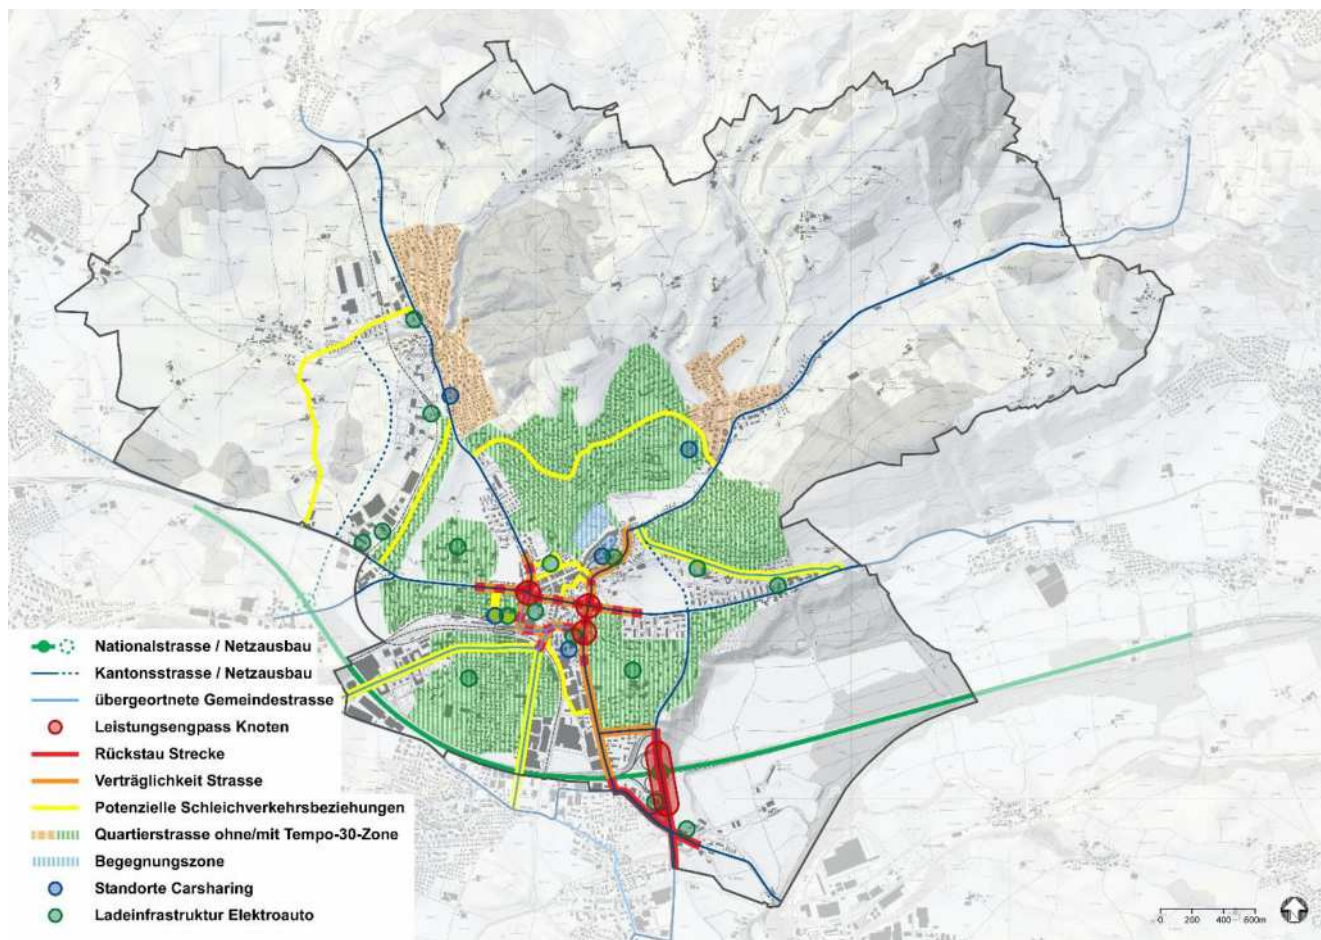 Nationalstrasse / Netzausbau
Kantonsstrasse / Netzausbau
übergeordnete Gemeindestrasse
Leistungsengpass Knoten
Rückstau Strecke
Verträglichkeit Strasse
Potenzielle Schleichverkehrsbeziehungen
Quartierstrasse ohne/mit Tempo-30-Zone
Begegnungszone
Standorte Carsharing
Ladeinfrastruktur Elektroauto
0 200 400 600m